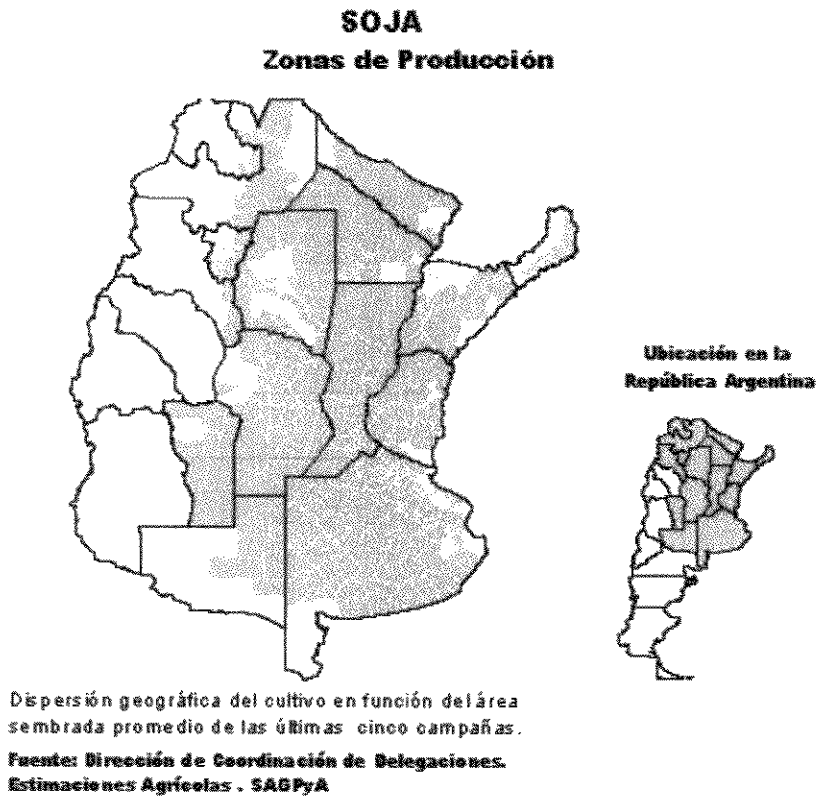 SOJA
Zonas de Producción
Ubicación en la
República Argentina
Dispersión geográfica del cultivo en función del área
sembrada promedio de las últimas cinco campañas.
Fuente: Dirección de Coordinación de Delegaciones.
Estimaciones Agrícolas . SAGPyA